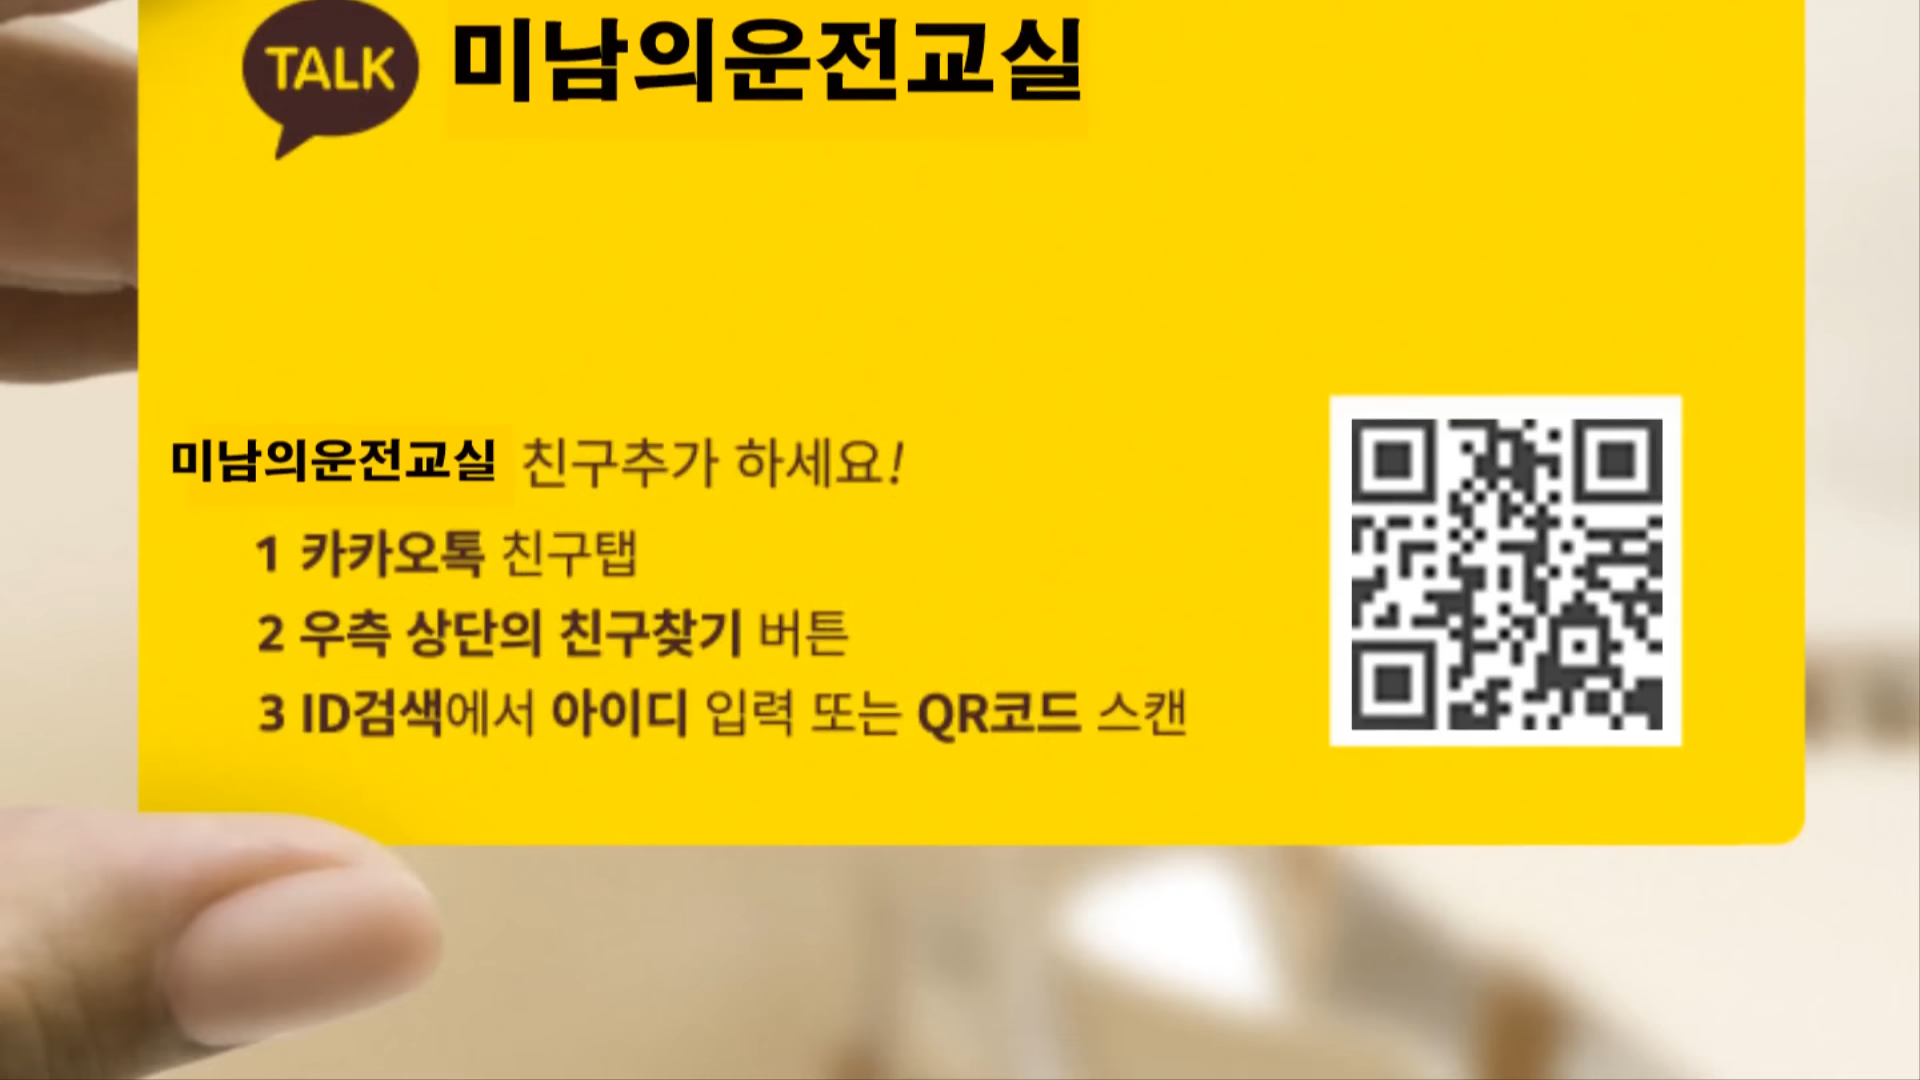 TALK 미남의운전교실
미남의운전교실 친구추가 하세요!
1 카카오톡 친구탭
2 우측 상단의 친구찾기 버튼
3 ID검색에서 아이디 입력 또는 QR코드 스캔